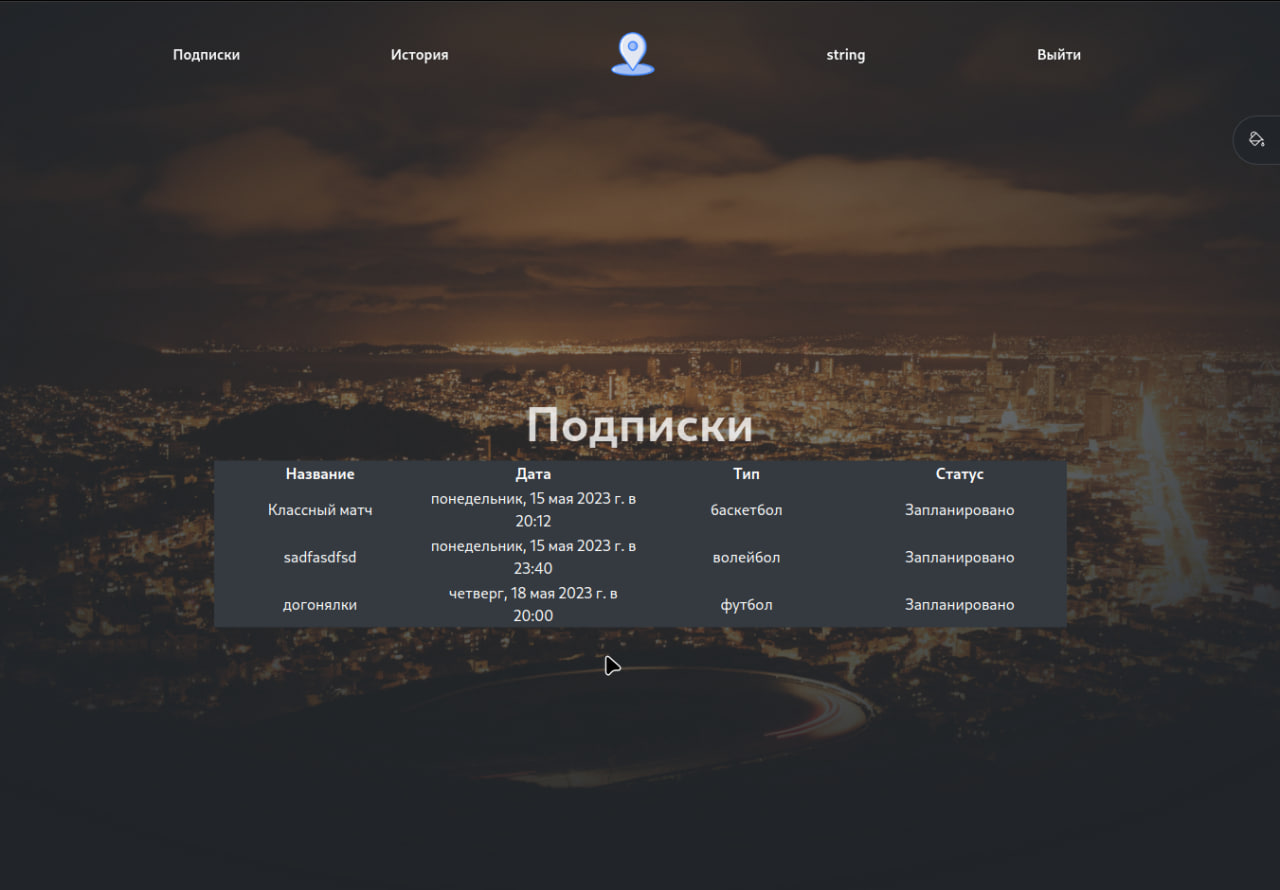 Подписки
История
string
Выйти
Подписки
Название Дата Тип Статус
Классный матч понедельник, 15 мая 2023 г. в 20:12 баскетбол Запланировано
sadfasdfsd понедельник, 15 мая 2023 г. в 23:40 волейбол Запланировано
догонялки четверг, 18 мая 2023 г. в 20:00 футбол Запланировано